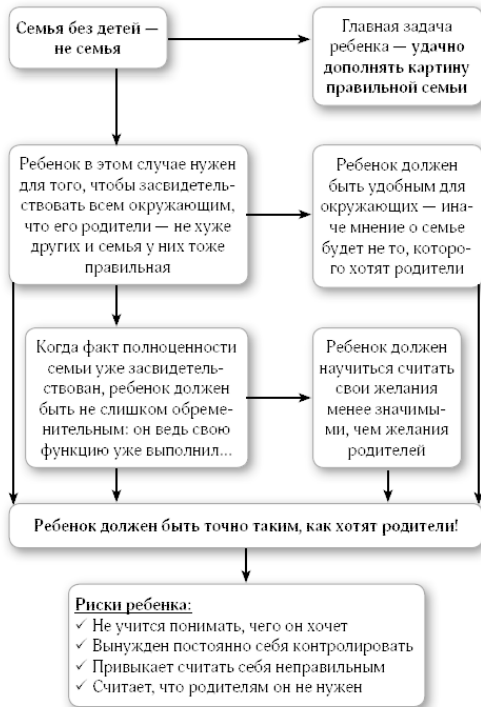 Семья без детей —
не семья
Главная задача
ребенка — удачно
дополнять картину
правильной семьи
Ребенок в этом случае нужен
для того, чтобы засвидетель-
ствовать всем окружающим,
что его родители — не хуже
других и семья у них тоже
правильная
Ребенок должен
быть удобным для
окружающих — ина-
че мнение о семье
будет не то, которо-
го хотят родители
Когда факт полноценности
семьи уже засвидетель-
ствован, ребенок должен
быть не слишком обреме-
нительным: он ведь свою
функцию уже выполнил...
Ребенок должен
научиться считать
свои желания
менее значимы-
ми, чем желания
родителей
Ребенок должен быть точно таким, как хотят родители!
Риски ребенка:
✓ Не учится понимать, чего он хочет
✓ Вынужден постоянно себя контролировать
✓ Привыкает считать себя неправильным
✓ Считает, что родителям он не нужен